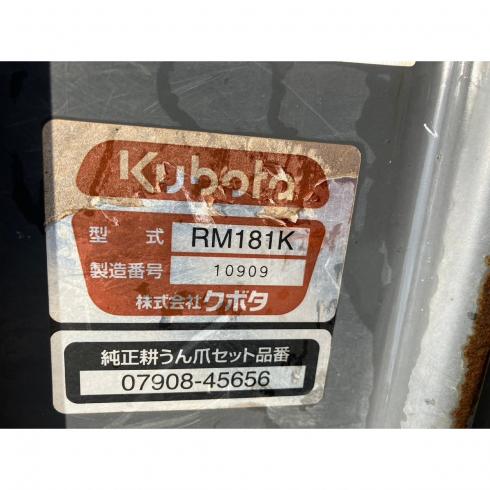 Kubota
型式 RM181K
製造番号 10909
株式会社クボタ
純正耕うん爪セット品番
07908-45656